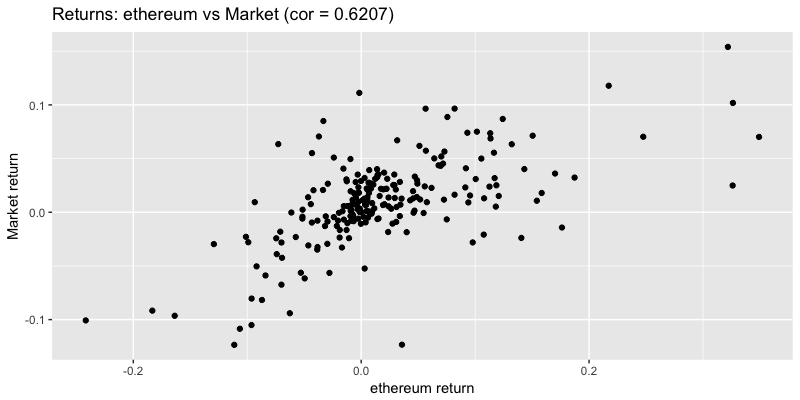 Returns: ethereum vs Market (cor = 0.6207)
Market return
0.1
0.0
-0.1
-0.2
0.0
0.2
ethereum return